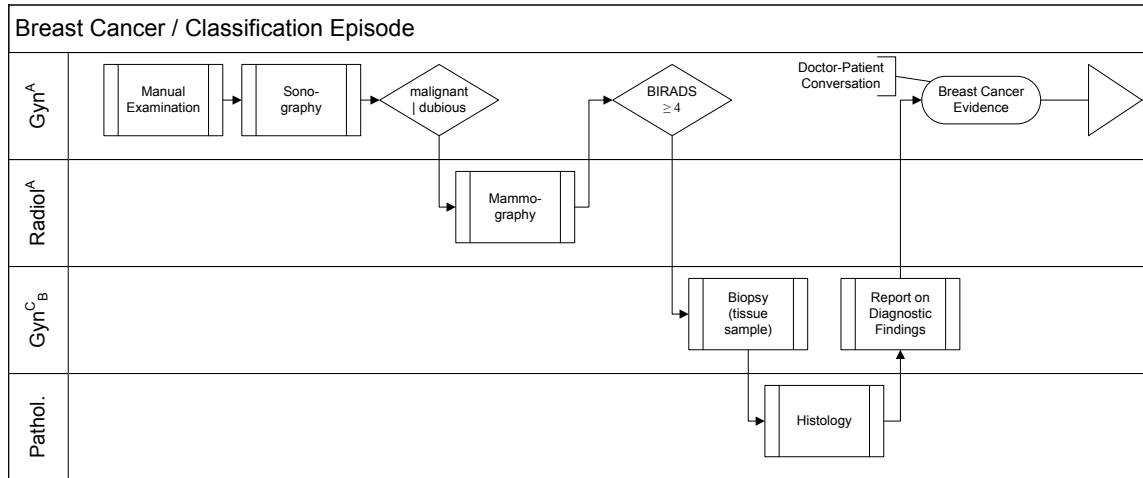 Breast Cancer / Classification Episode
Gyn^A
Manual
Examination
Sono-
graphy
malignant
| dubious
BIRADS
≥ 4
Doctor-Patient
Conversation
Breast Cancer
Evidence
Radiol^A
Mammo-
graphy
Gyn^C_B
Biopsy
(tissue
sample)
Report on
Diagnostic
Findings
Pathol.
Histology